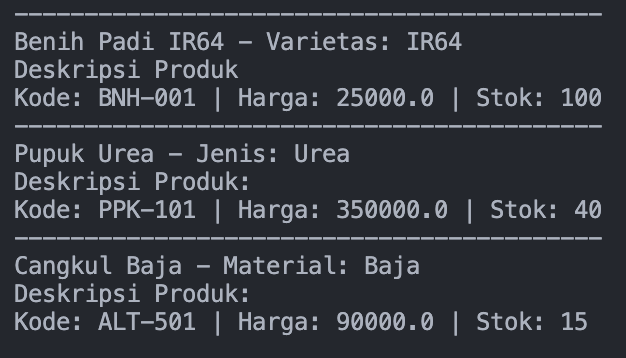 ------------------------------------------
Benih Padi IR64 - Varietas: IR64
Deskripsi Produk
Kode: BNH-001 | Harga: 25000.0 | Stok: 100
------------------------------------------
Pupuk Urea - Jenis: Urea
Deskripsi Produk:
Kode: PPK-101 | Harga: 350000.0 | Stok: 40
------------------------------------------
Cangkul Baja - Material: Baja
Deskripsi Produk:
Kode: ALT-501 | Harga: 90000.0 | Stok: 15